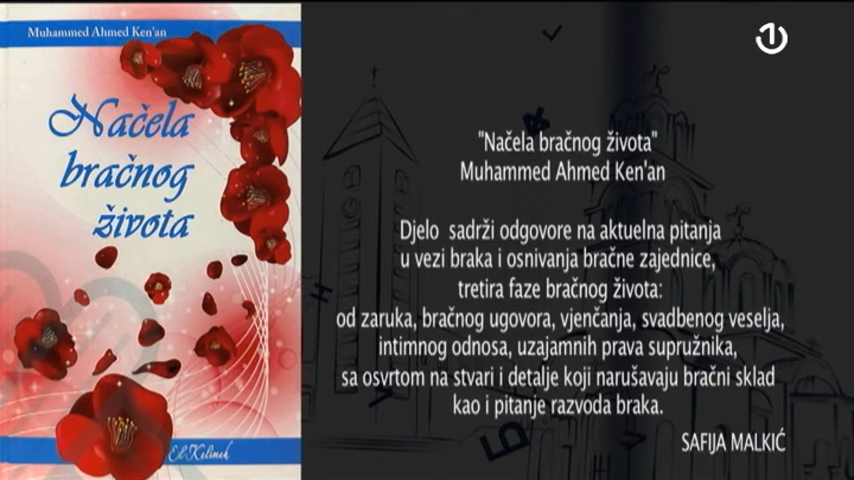 Muhammed Ahmed Ken'an
Načela
bračnog
života
El-Kelimeh
1
"Načela bračnog života"
Muhammed Ahmed Ken'an
Djelo sadrži odgovore na aktuelna pitanja
u vezi braka i osnivanja bračne zajednice,
tretira faze bračnog života:
od zaruka, bračnog ugovora, vjenčanja, svadbenog veselja,
intimnog odnosa, uzajamnih prava supružnika,
sa osvrtom na stvari i detalje koji narušavaju bračni sklad
kao i pitanje razvoda braka.
SAFIJA MALKIĆ